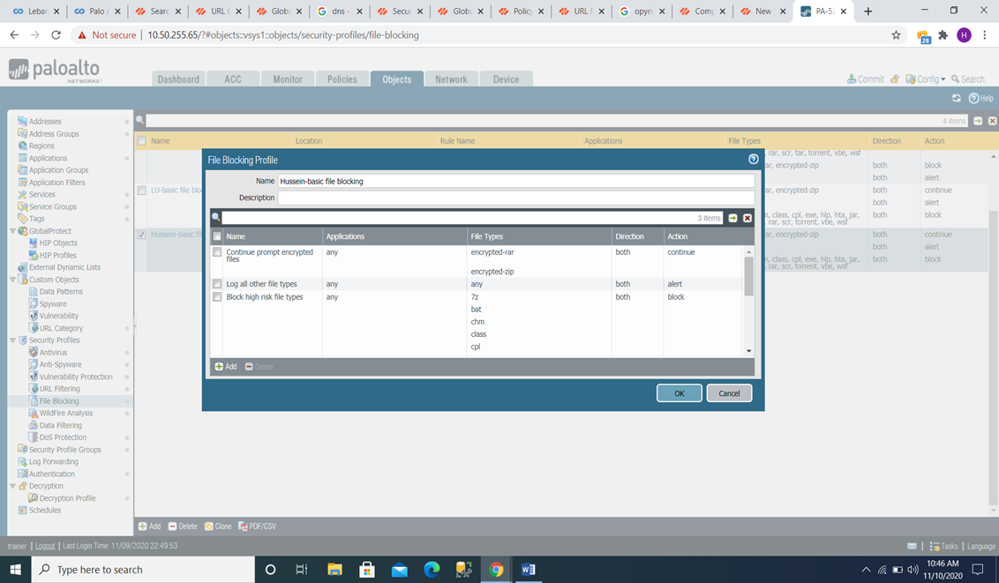 Leban
Palo A
Searc
URL C
Globa
dns -
Secur
Globa
Policy
URL F
opyri
Comp
New
PA-52
Not secure
10.50.255.65/?#objects::vsys1::objects/security-profiles/file-blocking
28
H
paloalto
NETWORKS
Dashboard
ACC
Monitor
Policies
Objects
Network
Device
Commit
Config
Search
Help
Addresses
Address Groups
Regions
Applications
Application Groups
Application Filters
Services
Service Groups
Tags
GlobalProtect
HIP Objects
HIP Profiles
External Dynamic Lists
Custom Objects
Data Patterns
Spyware
Vulnerability
URL Category
Security Profiles
Antivirus
Anti-Spyware
Vulnerability Protection
URL Filtering
File Blocking
WildFire Analysis
Data Filtering
DoS Protection
Security Profile Groups
Log Forwarding
Authentication
Decryption
Decryption Profile
Schedules
4 items
Name Location Rule Name Applications File Types Direction Action
rar, scr, tar, torrent, vbe, wsf
ar, encrypted-zip both block
both alert
LU-basic file blo ar, encrypted-zip both continue
both alert
n, class, cpl, exe, hlp, hta, jar, both block
rar, scr, torrent, vbe, wsf
Hussein-basic fi ar, encrypted-zip both continue
both alert
n, class, cpl, exe, hlp, hta, jar, both block
rar, scr, torrent, vbe, wsf
File Blocking Profile
Name Hussein-basic file blocking
Description
3 items
Name Applications File Types Direction Action
Continue prompt encrypted any encrypted-rar both continue
files
encrypted-zip
Log all other file types any any both alert
Block high risk file types any 7z both block
bat
chm
class
cpl
Add Delete
OK Cancel
Add Delete Clone PDF/CSV
trainer | Logout | Last Login Time: 11/09/2020 22:49:53
Tasks | Language
Type here to search
10:46 AM
11/10/2020